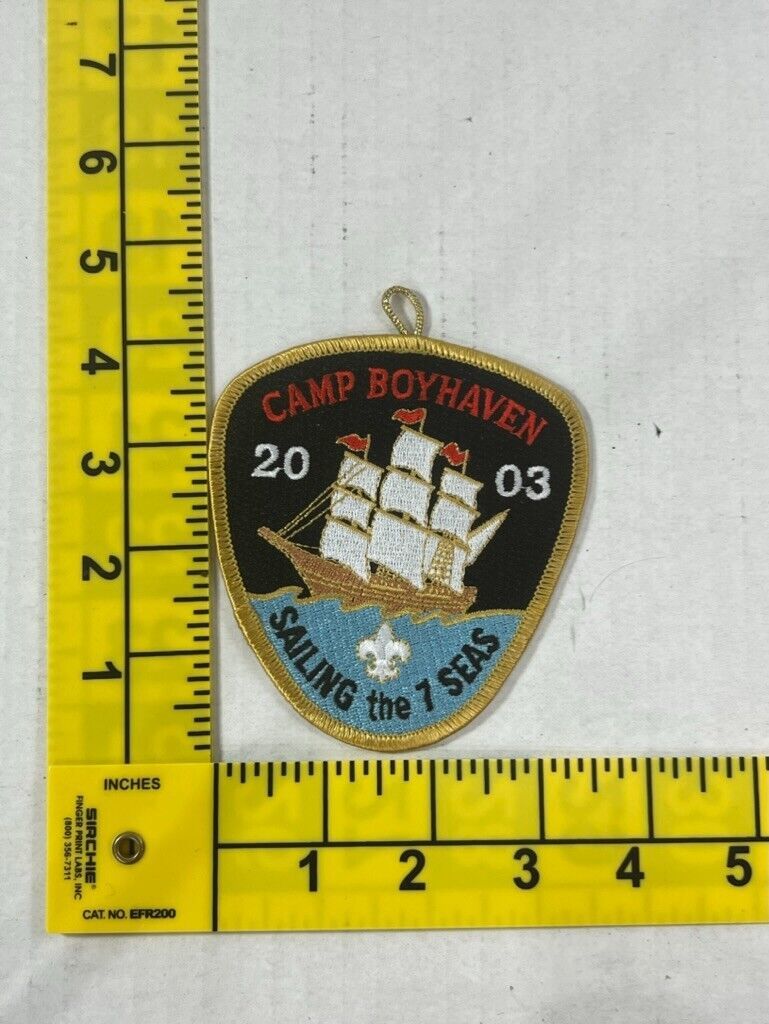 7
6
5
4
3
2
1
CAMP BOYHAVEN
20 03
SAILING the 7 SEAS
INCHES
SIRCHIE®
FINGER PRINT LABS, INC
(800) 356-7311
CAT. NO. EFR200
1 2 3 4 5